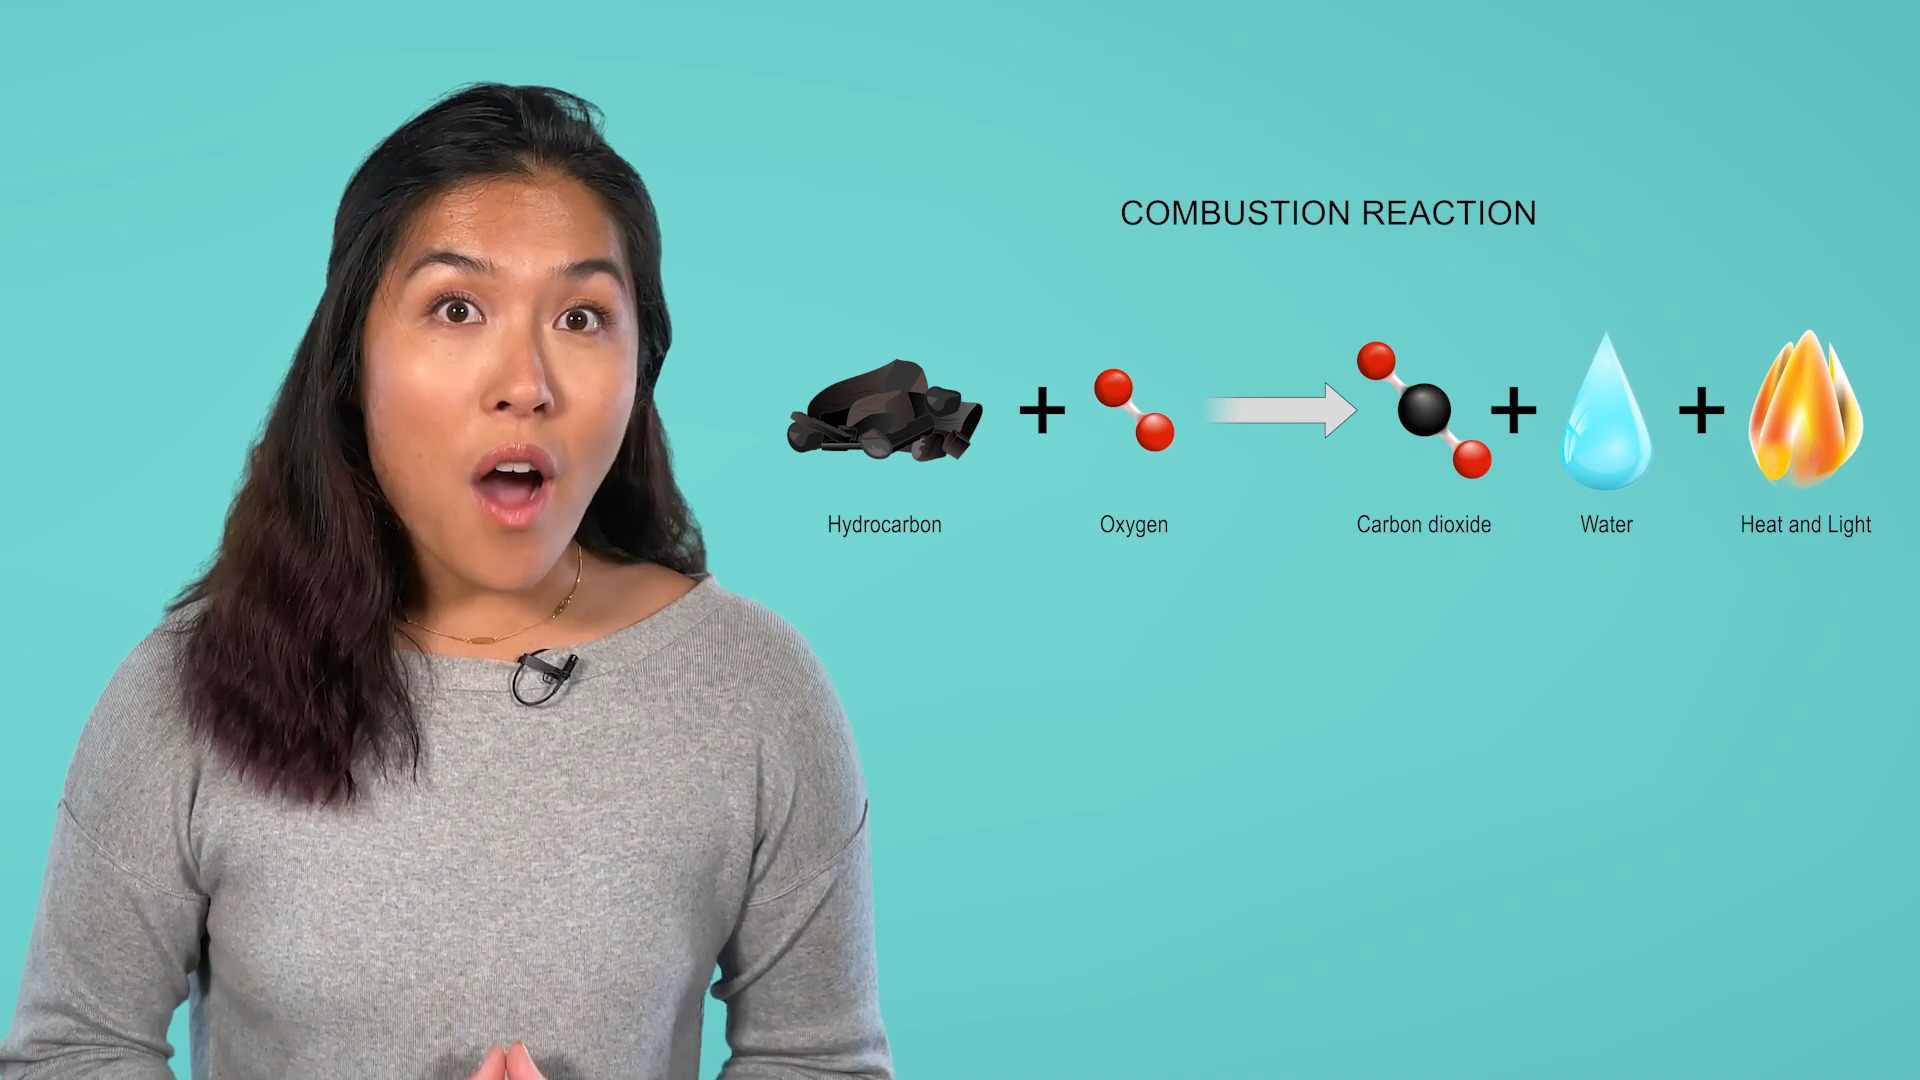 COMBUSTION REACTION
Hydrocarbon
Oxygen
Carbon dioxide
Water
Heat and Light